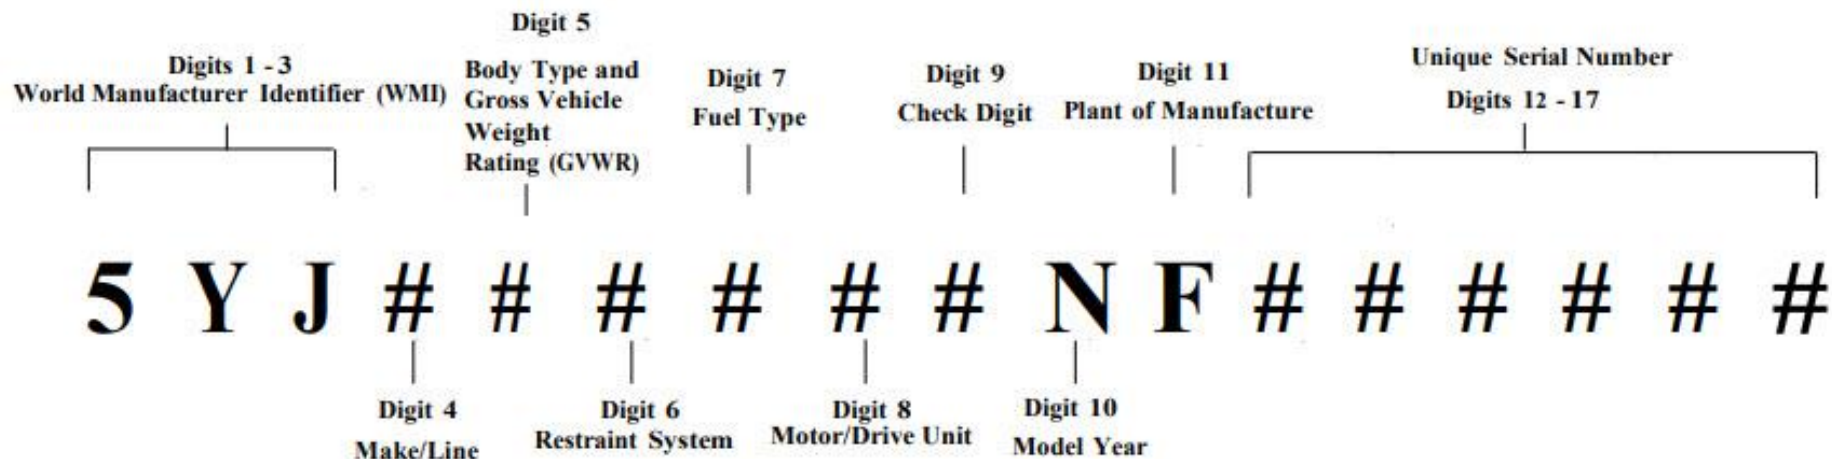 Digits 1 - 3
World Manufacturer Identifier (WMI)
Digit 5
Body Type and
Gross Vehicle
Weight
Rating (GVWR)
Digit 7
Fuel Type
Digit 9
Check Digit
Digit 11
Plant of Manufacture
Unique Serial Number
Digits 12 - 17
5 Y J # # # # # # N F # # # # # #
Digit 4
Make/Line
Digit 6
Restraint System
Digit 8
Motor/Drive Unit
Digit 10
Model Year